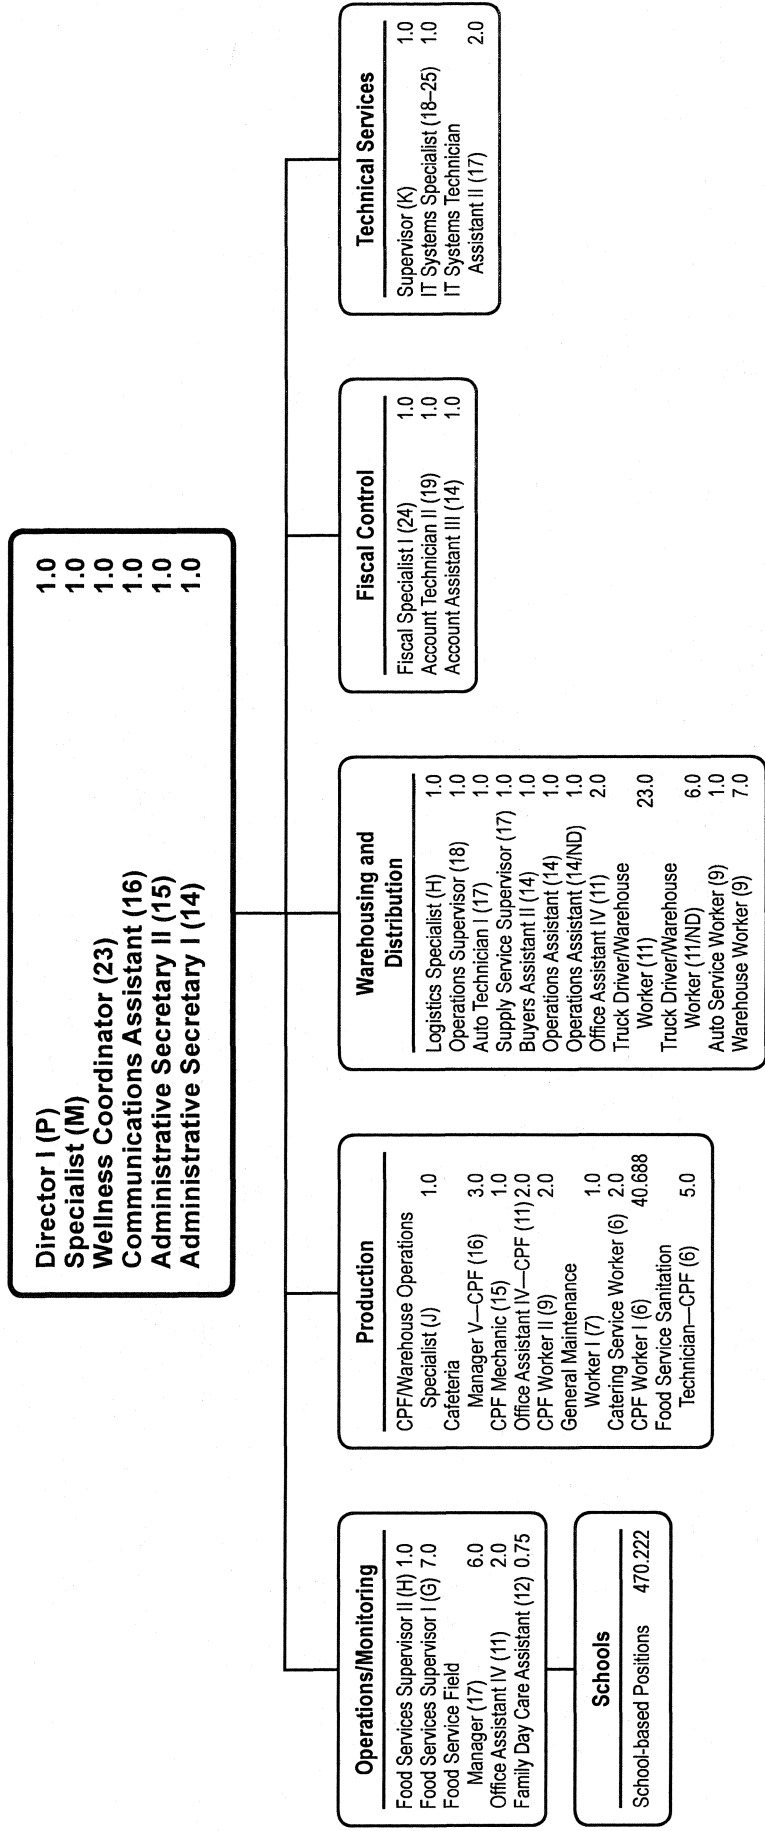 Director I (P) 1.0
Specialist (M) 1.0
Wellness Coordinator (23) 1.0
Communications Assistant (16) 1.0
Administrative Secretary II (15) 1.0
Administrative Secretary I (14) 1.0
Operations/Monitoring
Food Services Supervisor II (H) 1.0
Food Services Supervisor I (G) 7.0
Food Service Field
Manager (17) 6.0
Office Assistant IV (11) 2.0
Family Day Care Assistant (12) 0.75
Schools
School-based Positions 470.222
Production
CPF/Warehouse Operations
Specialist (J) 1.0
Cafeteria
Manager V—CPF (16) 3.0
CPF Mechanic (15) 1.0
Office Assistant IV—CPF (11) 2.0
CPF Worker II (9) 2.0
General Maintenance
Worker I (7) 1.0
Catering Service Worker (6) 2.0
CPF Worker I (6) 40.688
Food Service Sanitation
Technician—CPF (6) 5.0
Warehousing and
Distribution
Logistics Specialist (H) 1.0
Operations Supervisor (18) 1.0
Auto Technician I (17) 1.0
Supply Service Supervisor (17) 1.0
Buyers Assistant II (14) 1.0
Operations Assistant (14) 1.0
Operations Assistant (14/ND) 1.0
Office Assistant IV (11) 2.0
Truck Driver/Warehouse
Worker (11) 23.0
Truck Driver/Warehouse
Worker (11/ND) 6.0
Auto Service Worker (9) 1.0
Warehouse Worker (9) 7.0
Fiscal Control
Fiscal Specialist I (24) 1.0
Account Technician II (19) 1.0
Account Assistant III (14) 1.0
Technical Services
Supervisor (K) 1.0
IT Systems Specialist (18–25) 1.0
IT Systems Technician
Assistant II (17) 2.0